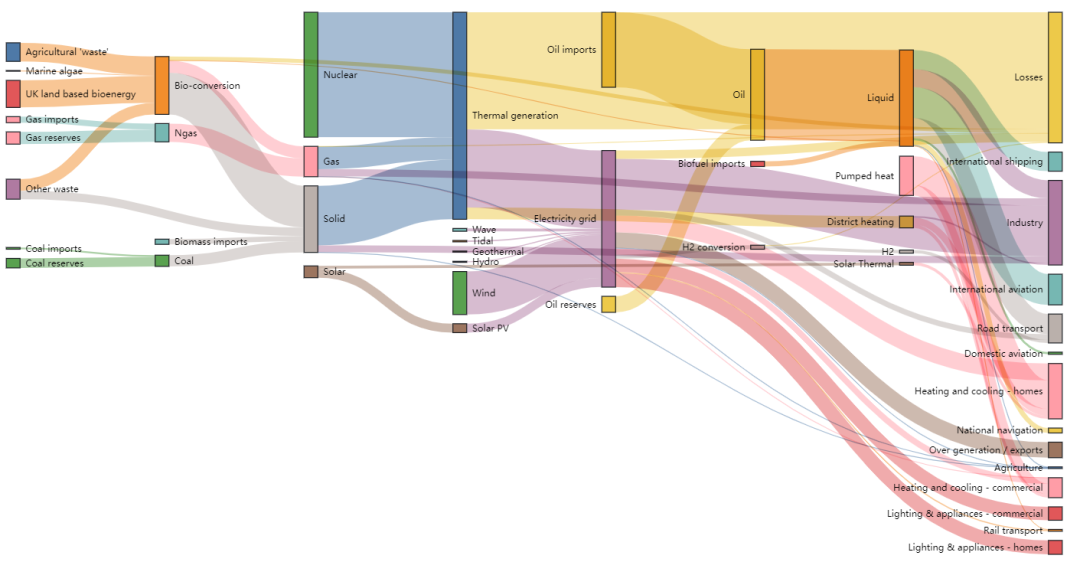 Agricultural 'waste'
Marine algae
UK land based bioenergy
Gas imports
Gas reserves
Other waste
Coal imports
Coal reserves
Bio-conversion
Ngas
Biomass imports
Coal
Nuclear
Gas
Solid
Solar
Thermal generation
Wave
Tidal
Geothermal
Hydro
Wind
Solar PV
Oil imports
Electricity grid
Oil reserves
Oil
Biofuel imports
H2 conversion
Liquid
Pumped heat
District heating
H2
Solar Thermal
Losses
International shipping
Industry
International aviation
Road transport
Domestic aviation
Heating and cooling - homes
National navigation
Over generation / exports
Agriculture
Heating and cooling - commercial
Lighting & appliances - commercial
Rail transport
Lighting & appliances - homes